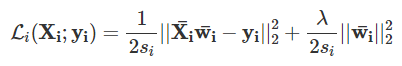 ℒᵢ(𝐗ᵢ; 𝐲ᵢ) = 1/(2sᵢ) ||𝐗̄ᵢ𝐰̄ᵢ − 𝐲ᵢ||₂² + λ/(2sᵢ) ||𝐰̄ᵢ||₂²